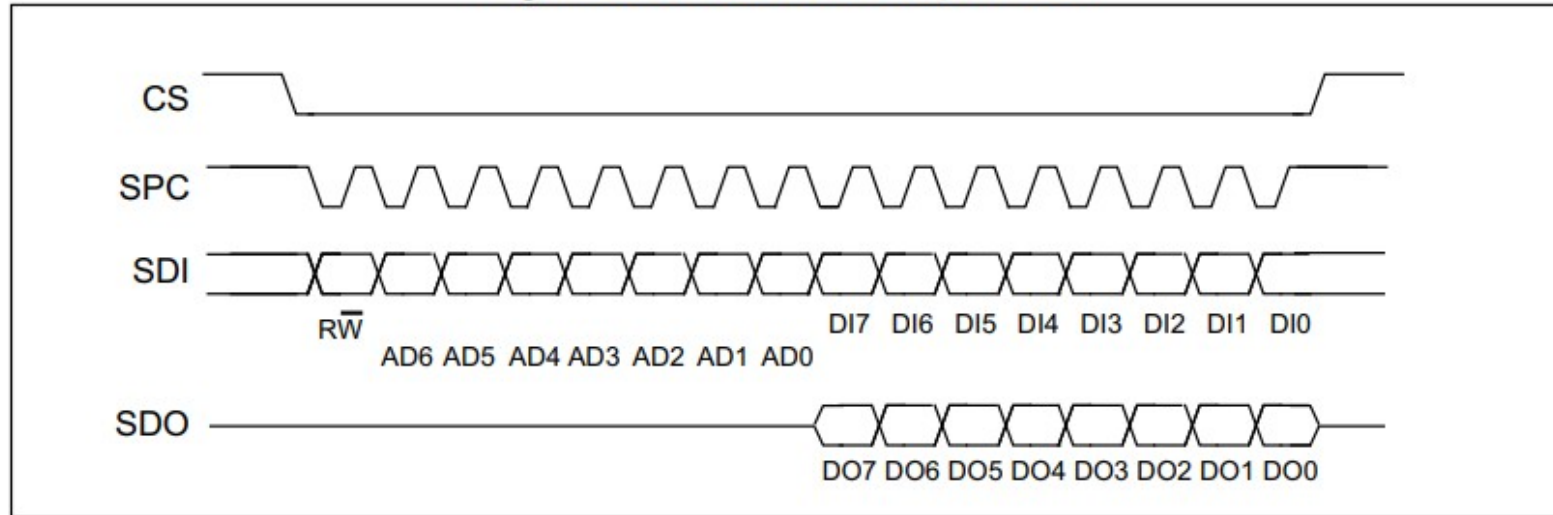 CS
SPC
SDI
RW̅
DI7 DI6 DI5 DI4 DI3 DI2 DI1 DI0
AD6 AD5 AD4 AD3 AD2 AD1 AD0
SDO
DO7 DO6 DO5 DO4 DO3 DO2 DO1 DO0